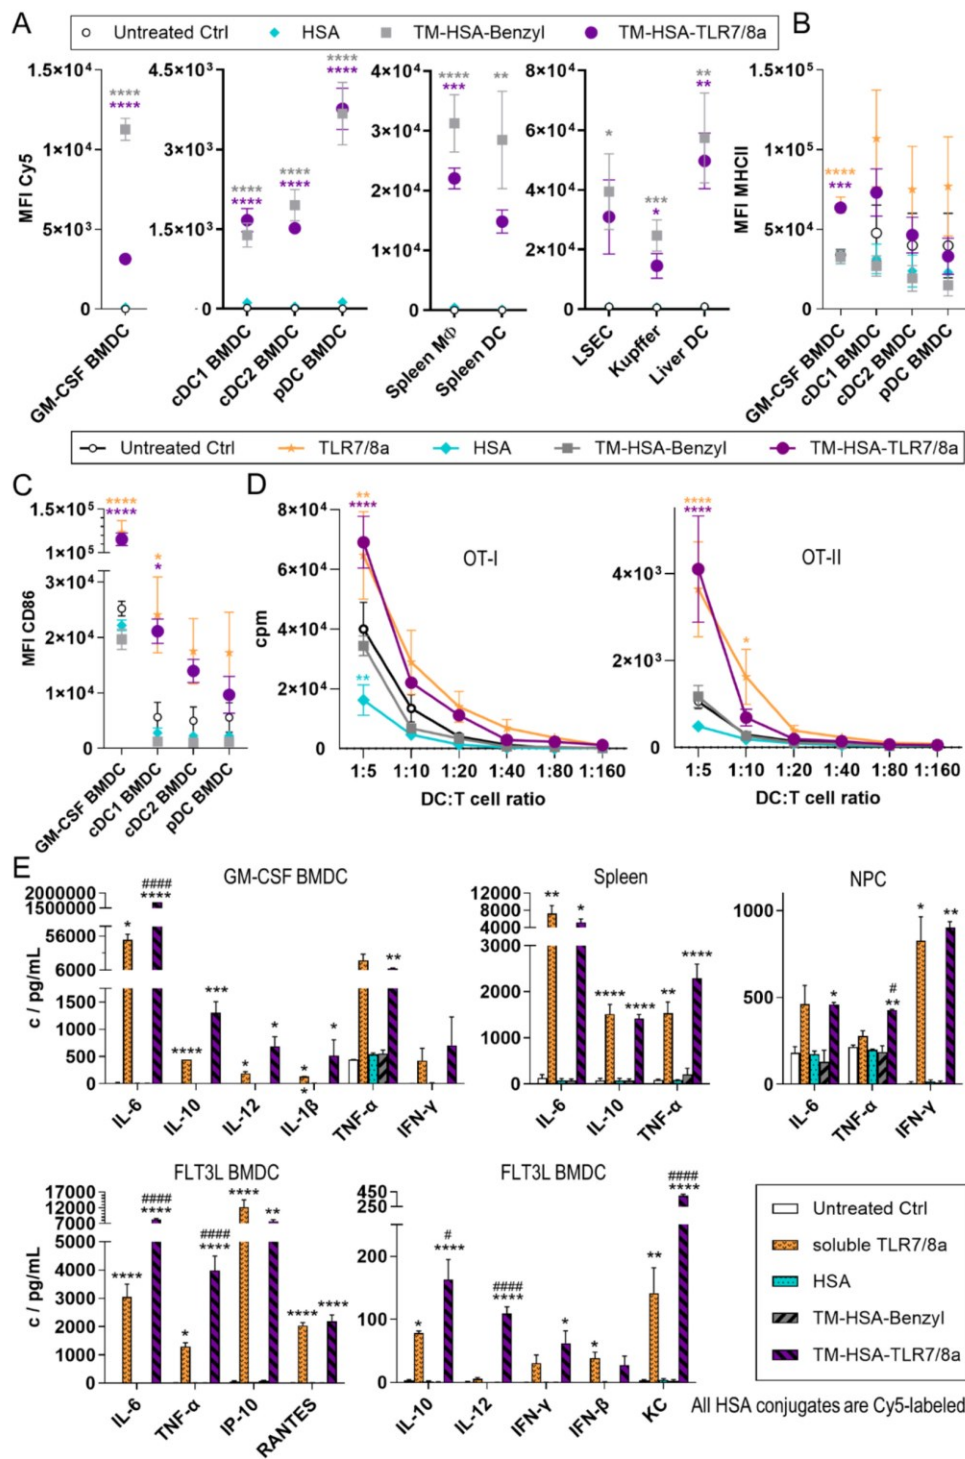 A
Untreated Ctrl HSA TM-HSA-Benzyl TM-HSA-TLR7/8a
B
MFI Cy5
1.5×10⁴
1×10⁴
5×10³
0
**** ****
GM-CSF BMDC
4.5×10³
3×10³
1.5×10³
0
**** ****
**** ****
**** ****
cDC1 BMDC
cDC2 BMDC
pDC BMDC
4×10⁴
3×10⁴
2×10⁴
1×10⁴
0
**** ***
**
Spleen MΦ
Spleen DC
8×10⁴
6×10⁴
4×10⁴
2×10⁴
0
*
*** *
** **
LSEC
Kupffer
Liver DC
MFI MHCII
1.5×10⁵
1×10⁵
5×10⁴
0
**** ***
GM-CSF BMDC
cDC1 BMDC
cDC2 BMDC
pDC BMDC
Untreated Ctrl TLR7/8a HSA TM-HSA-Benzyl TM-HSA-TLR7/8a
C
MFI CD86
1.5×10⁵
1×10⁵
3×10⁴
2×10⁴
1×10⁴
0
**** ****
* *
GM-CSF BMDC
cDC1 BMDC
cDC2 BMDC
pDC BMDC
D
cpm
8×10⁴
6×10⁴
4×10⁴
2×10⁴
0
** ****
**
OT-I
1:5 1:10 1:20 1:40 1:80 1:160
DC:T cell ratio
4×10³
2×10³
0
**** ****
*
OT-II
1:5 1:10 1:20 1:40 1:80 1:160
DC:T cell ratio
E
GM-CSF BMDC
c / pg/mL
2000000
1500000
56000
6000
1500
1000
500
0
* #### ****
**** ***
* *
* * *
**
IL-6
IL-10
IL-12
IL-1β
TNF-α
IFN-γ
Spleen
12000
8000
4000
3000
2000
1000
0
** *
**** ****
** ****
IL-6
IL-10
TNF-α
NPC
1000
500
0
*
# **
* **
IL-6
TNF-α
IFN-γ
FLT3L BMDC
c / pg/mL
17000
12000
7000
5000
4000
3000
2000
1000
0
**** #### ****
* #### ****
**** **
**** ****
IL-6
TNF-α
IP-10
RANTES
FLT3L BMDC
450
350
250
200
100
0
* # ****
#### ****
*
*
** #### ****
IL-10
IL-12
IFN-γ
IFN-β
KC
Untreated Ctrl
soluble TLR7/8a
HSA
TM-HSA-Benzyl
TM-HSA-TLR7/8a
All HSA conjugates are Cy5-labeled